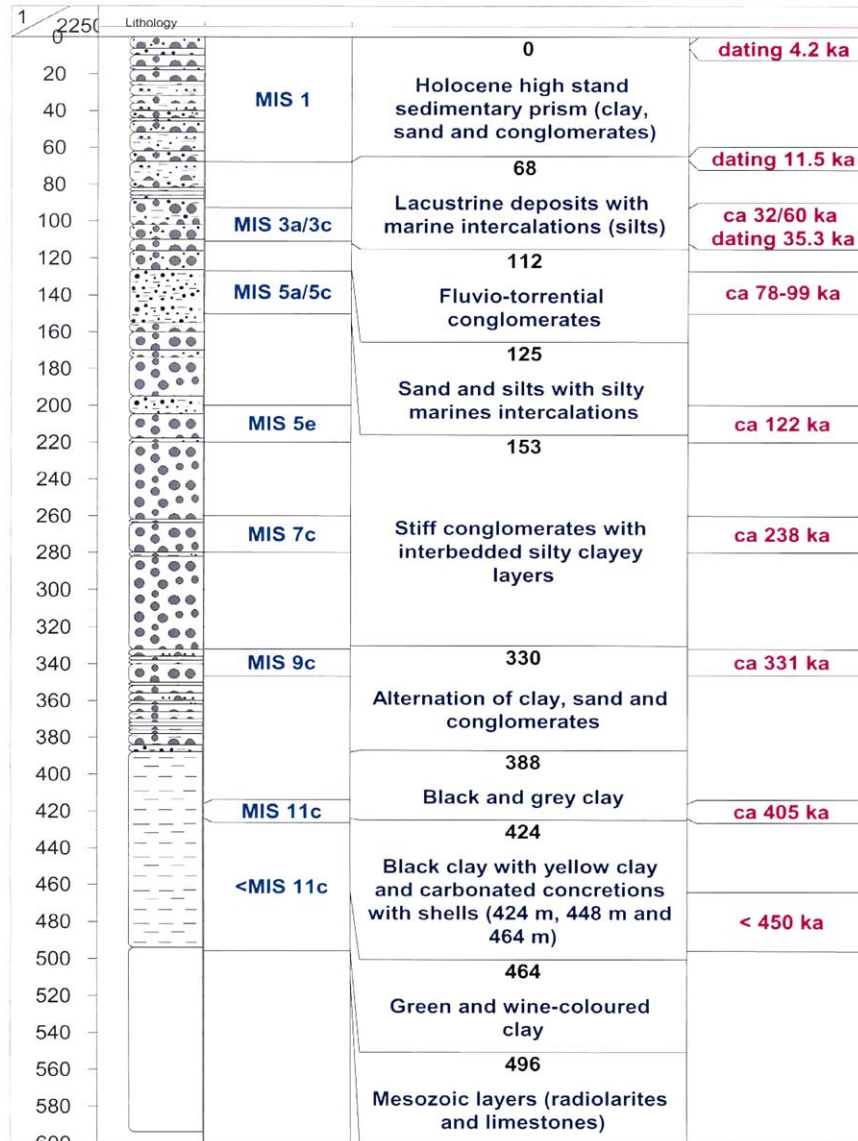 1
2250
Lithology
0
20
40
60
80
100
120
140
160
180
200
220
260
280
300
320
340
360
380
400
420
440
460
480
500
520
540
560
580
600
MIS 1
MIS 3a/3c
MIS 5a/5c
MIS 5e
MIS 7c
MIS 9c
MIS 11c
<MIS 11c
0
Holocene high stand
sedimentary prism (clay,
sand and conglomerates)
68
Lacustrine deposits with
marine intercalations (silts)
112
Fluvio-torrential
conglomerates
125
Sand and silts with silty
marines intercalations
153
Stiff conglomerates with
interbedded silty clayey
layers
330
Alternation of clay, sand and
conglomerates
388
Black and grey clay
424
Black clay with yellow clay
and carbonated concretions
with shells (424 m, 448 m and
464 m)
464
Green and wine-coloured
clay
496
Mesozoic layers (radiolarites
and limestones)
dating 4.2 ka
dating 11.5 ka
ca 32/60 ka
dating 35.3 ka
ca 78-99 ka
ca 122 ka
ca 238 ka
ca 331 ka
ca 405 ka
< 450 ka